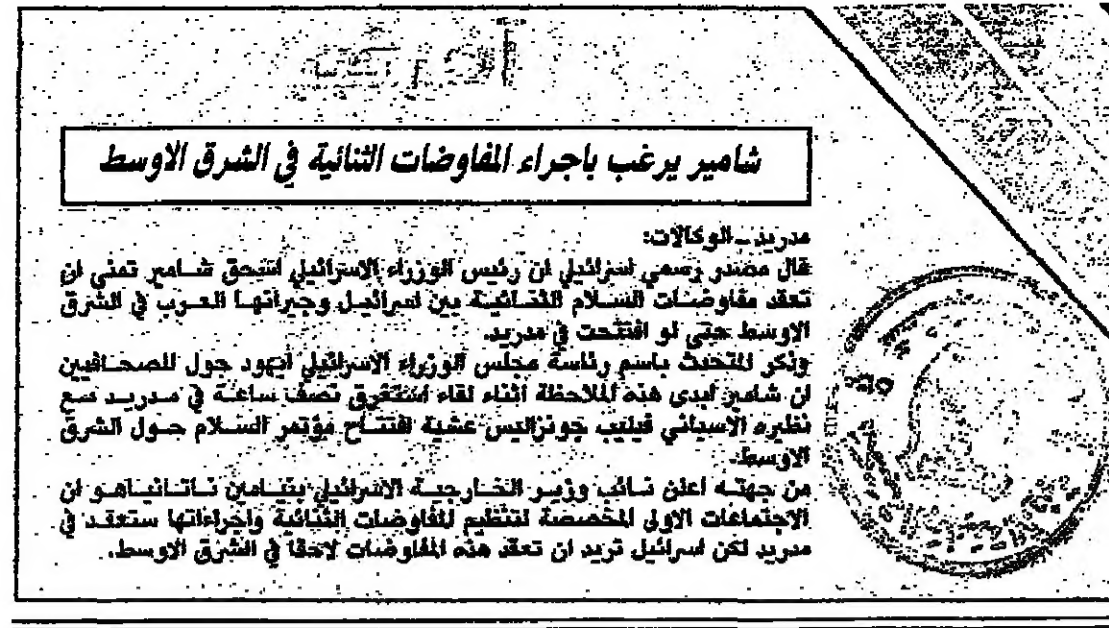 شامير يرغب باجراء المفاوضات الثنائية في الشرق الاوسط
مدريد ـ الوكالات:
قال مصدر رسمي اسرائيلي ان رئيس الوزراء الاسرائيلي اسحق شامير تمنى ان
تعقد مفاوضات السلام الثنائية بين اسرائيل وجيرانها العرب في الشرق
الاوسط حتى لو افتتحت في مدريد.
وذكر المتحدث باسم رئاسة مجلس الوزراء الاسرائيلي ايهود جول للصحافيين
ان شامير ابدى هذه الملاحظة اثناء لقاء استغرق نصف ساعة في مدريد مع
نظيره الاسباني فيليب جونزاليس عشية افتتاح مؤتمر السلام حول الشرق
الاوسط.
من جهته اعلن نائب وزير الخارجية الاسرائيلي بنيامين ناتانياهو ان
الاجتماعات الاولى المخصصة لتنظيم المفاوضات الثنائية واجراءاتها ستعقد في
مدريد لكن اسرائيل تريد ان تعقد هذه المفاوضات لاحقا في الشرق الاوسط.